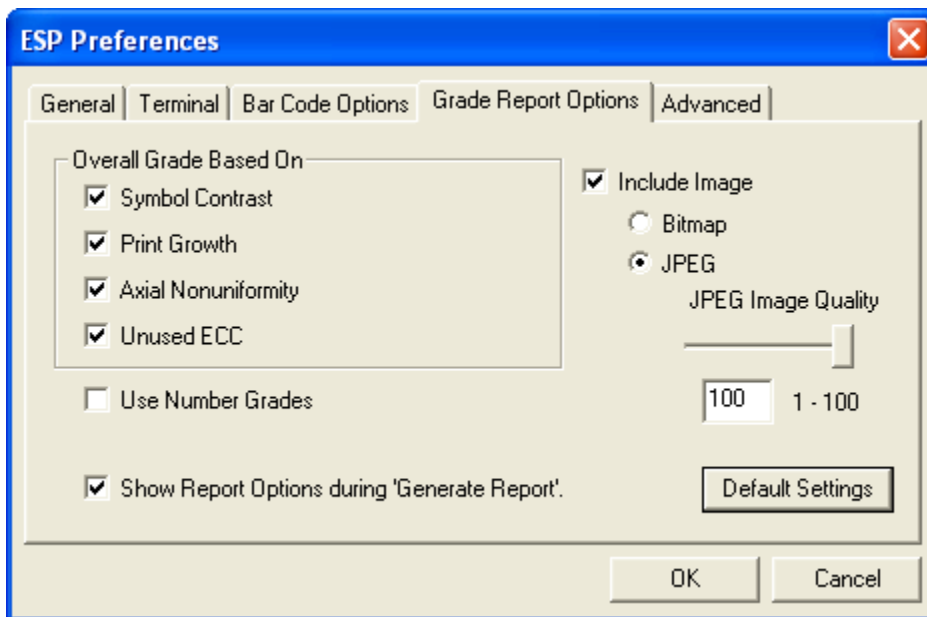 ESP Preferences
General
Terminal
Bar Code Options
Grade Report Options
Advanced
Overall Grade Based On
Symbol Contrast
Print Growth
Axial Nonuniformity
Unused ECC
Use Number Grades
Show Report Options during 'Generate Report'.
Include Image
Bitmap
JPEG
JPEG Image Quality
100
1 - 100
Default Settings
OK
Cancel